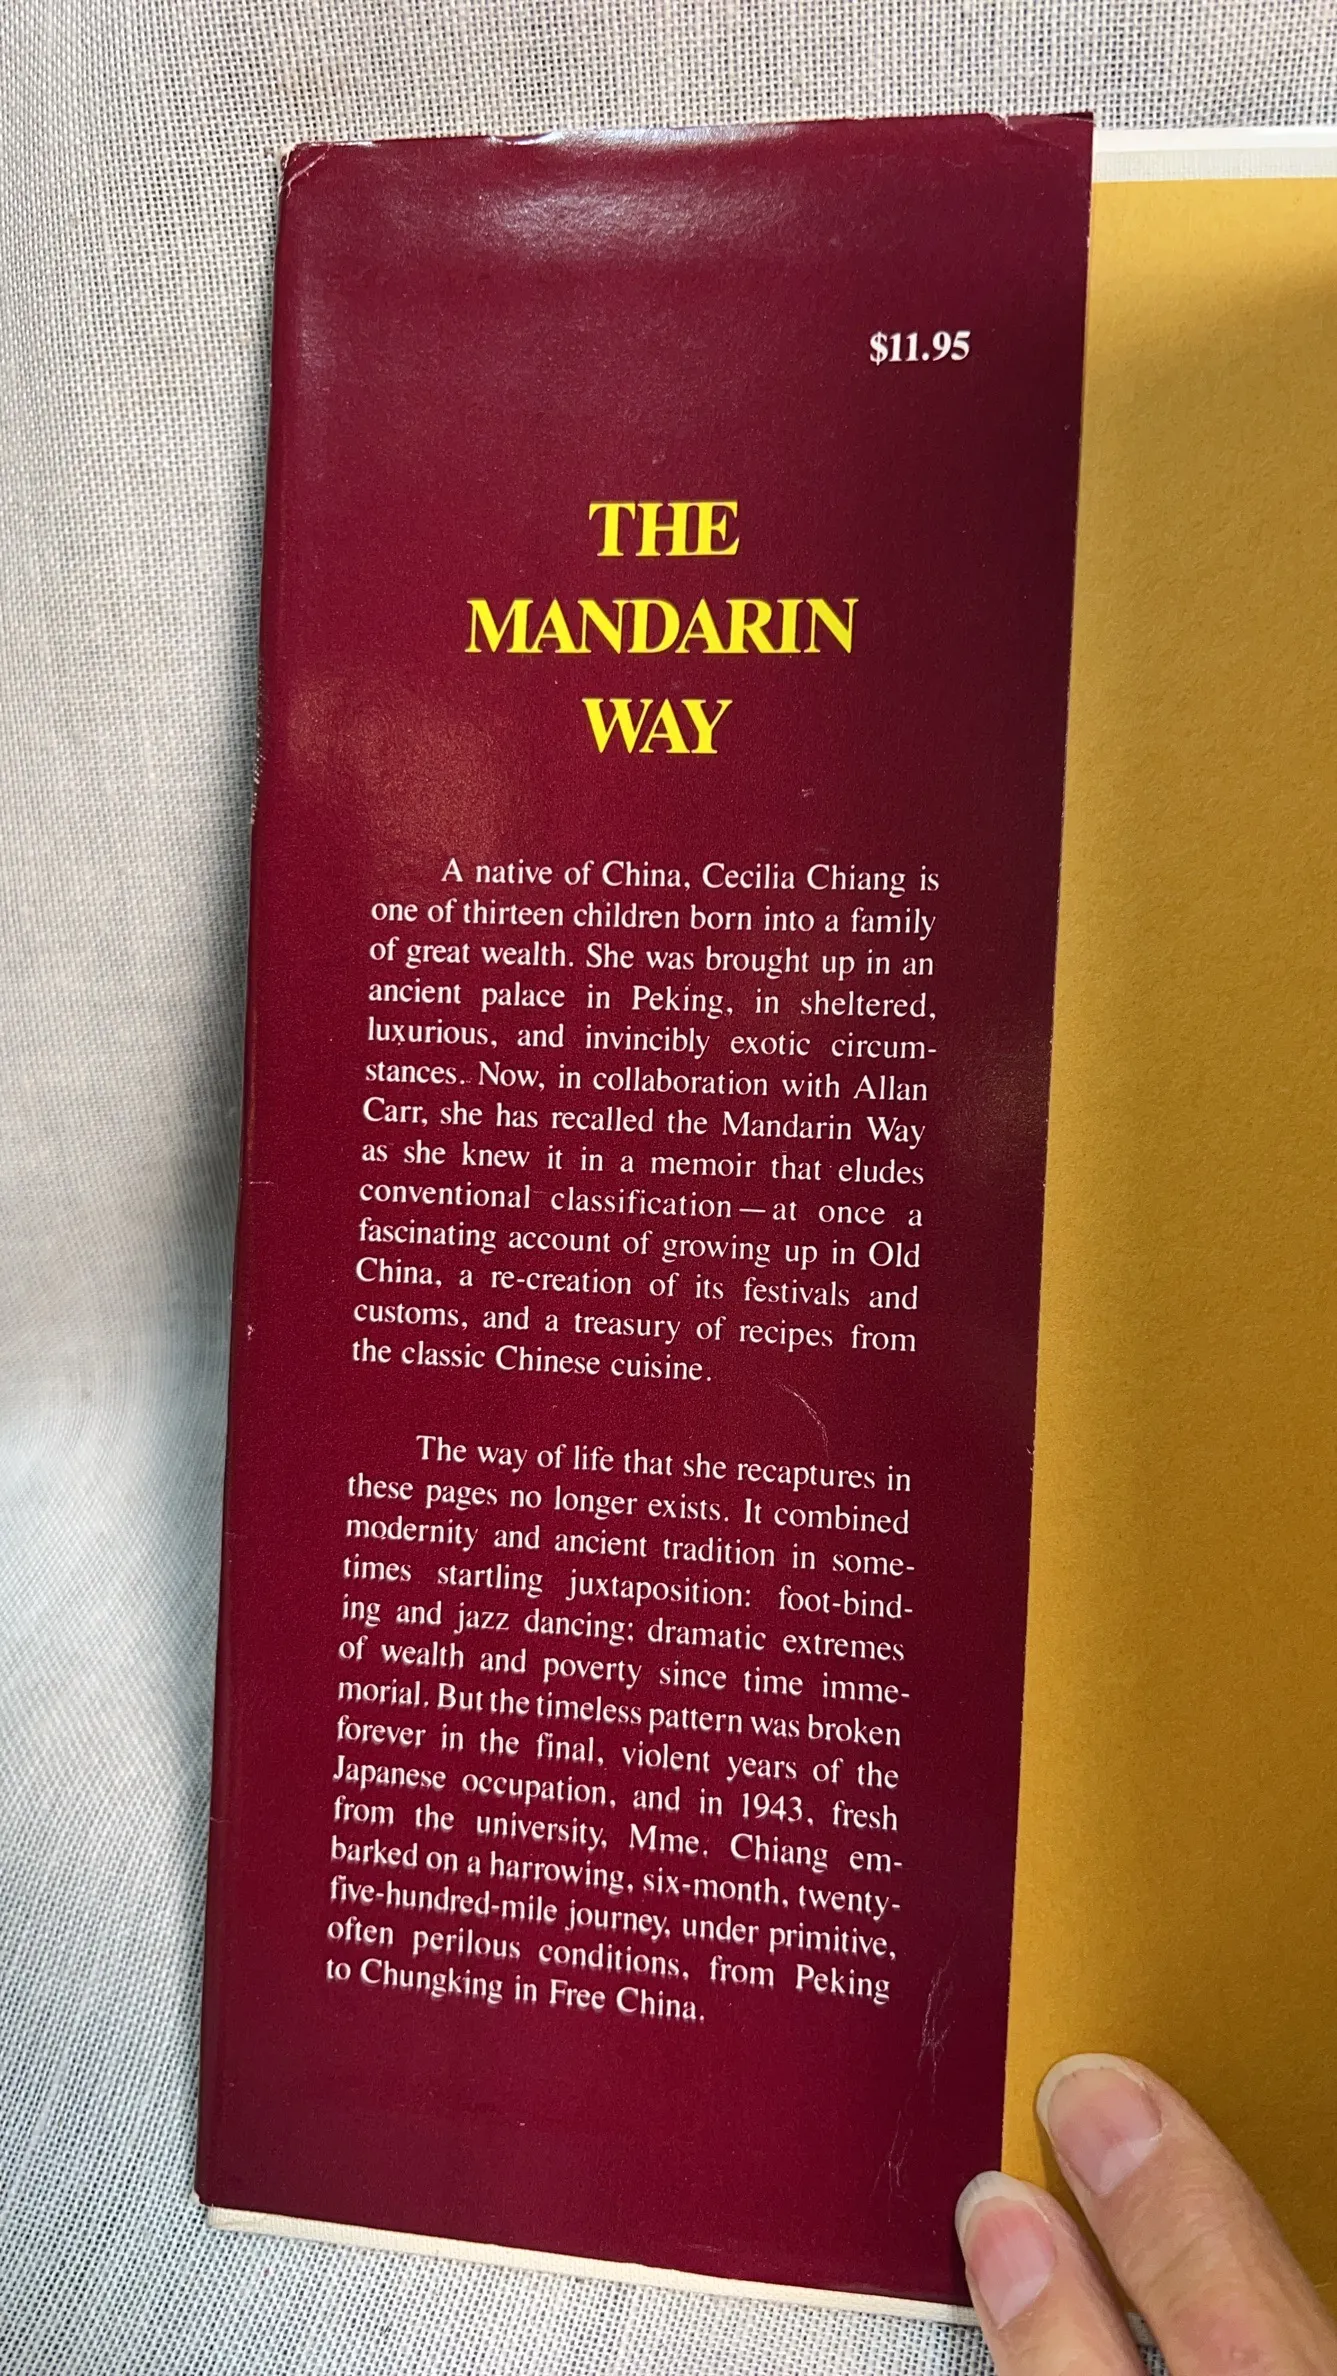 $11.95
THE
MANDARIN
WAY
A native of China, Cecilia Chiang is
one of thirteen children born into a family
of great wealth. She was brought up in an
ancient palace in Peking, in sheltered,
luxurious, and invincibly exotic circum-
stances. Now, in collaboration with Allan
Carr, she has recalled the Mandarin Way
as she knew it in a memoir that eludes
conventional classification—at once a
fascinating account of growing up in Old
China, a re-creation of its festivals and
customs, and a treasury of recipes from
the classic Chinese cuisine.
The way of life that she recaptures in
these pages no longer exists. It combined
modernity and ancient tradition in some-
times startling juxtaposition: foot-bind-
ing and jazz dancing; dramatic extremes
of wealth and poverty since time imme-
morial. But the timeless pattern was broken
forever in the final, violent years of the
Japanese occupation, and in 1943, fresh
from the university, Mme. Chiang em-
barked on a harrowing, six-month, twenty-
five-hundred-mile journey, under primitive,
often perilous conditions, from Peking
to Chungking in Free China.